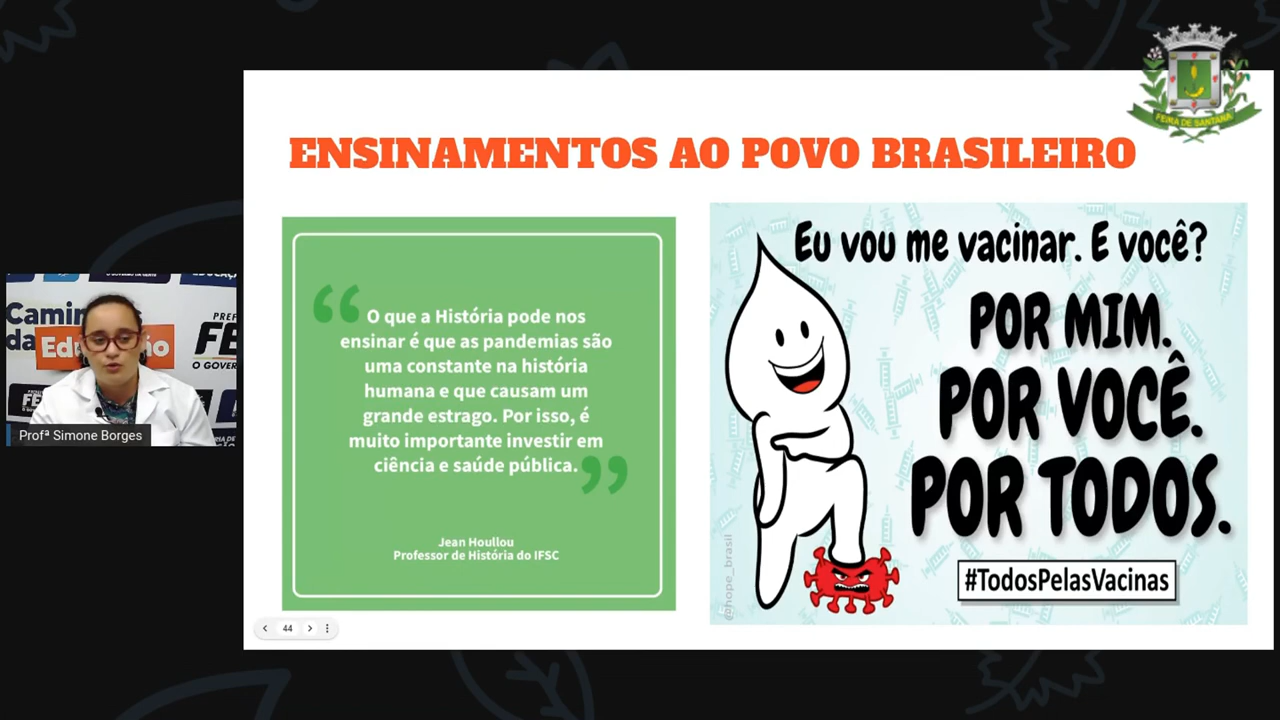 FEIRA DE SANTANA
ENSINAMENTOS AO POVO BRASILEIRO
“O que a História pode nos
ensinar é que as pandemias são
uma constante na história
humana e que causam um
grande estrago. Por isso, é
muito importante investir em
ciência e saúde pública.”
Jean Houllou
Professor de História do IFSC
Eu vou me vacinar. E você?
POR MIM.
POR VOCÊ.
POR TODOS.
#TodosPelasVacinas
@hope_brasil
44
Profª Simone Borges